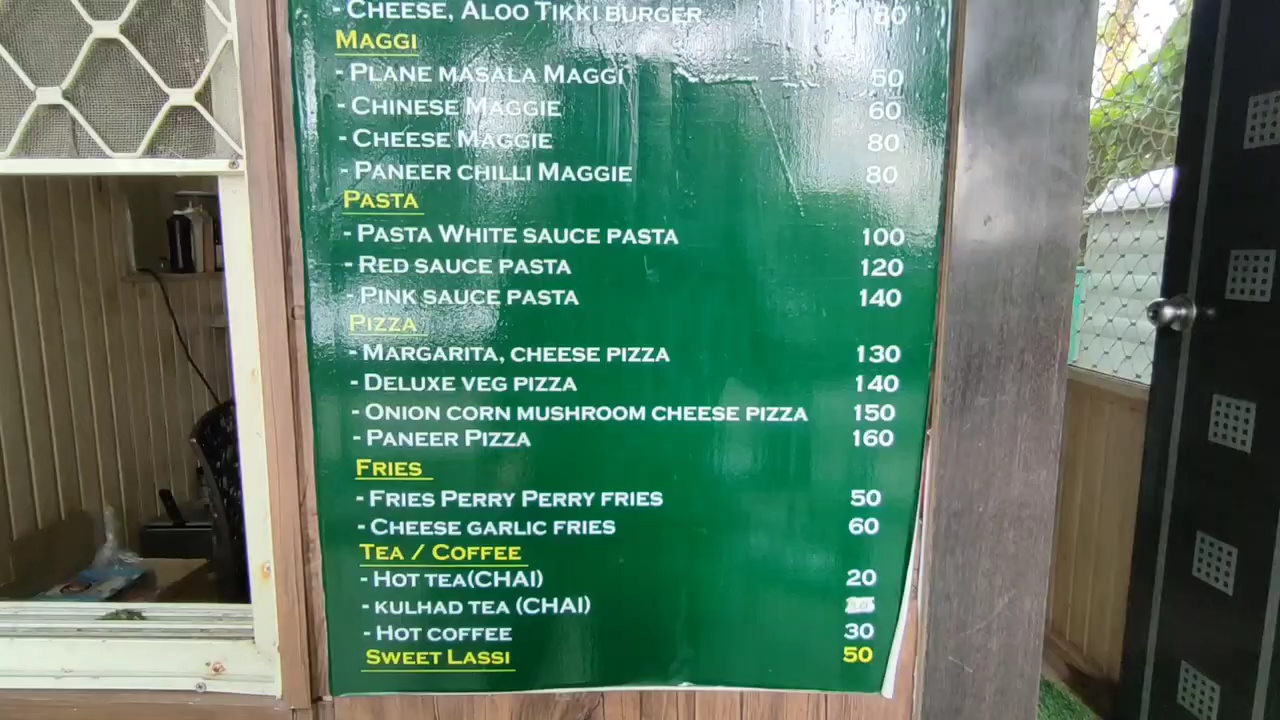 - CHEESE, ALOO TIKKI BURGER 80
MAGGI
- PLANE MASALA MAGGI 50
- CHINESE MAGGIE 60
- CHEESE MAGGIE 80
- PANEER CHILLI MAGGIE 80
PASTA
- PASTA WHITE SAUCE PASTA 100
- RED SAUCE PASTA 120
- PINK SAUCE PASTA 140
PIZZA
- MARGARITA, CHEESE PIZZA 130
- DELUXE VEG PIZZA 140
- ONION CORN MUSHROOM CHEESE PIZZA 150
- PANEER PIZZA 160
FRIES
- FRIES PERRY PERRY FRIES 50
- CHEESE GARLIC FRIES 60
TEA / COFFEE
- HOT TEA(CHAI) 20
- KULHAD TEA (CHAI)
- HOT COFFEE 30
SWEET LASSI 50